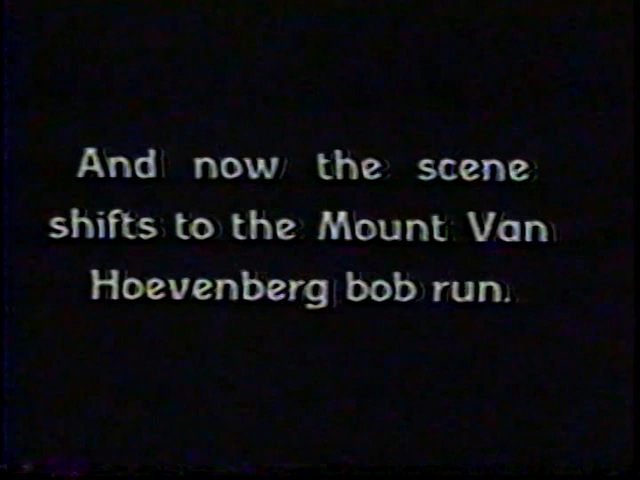 And now the scene
shifts to the Mount Van
Hoevenberg bob run.